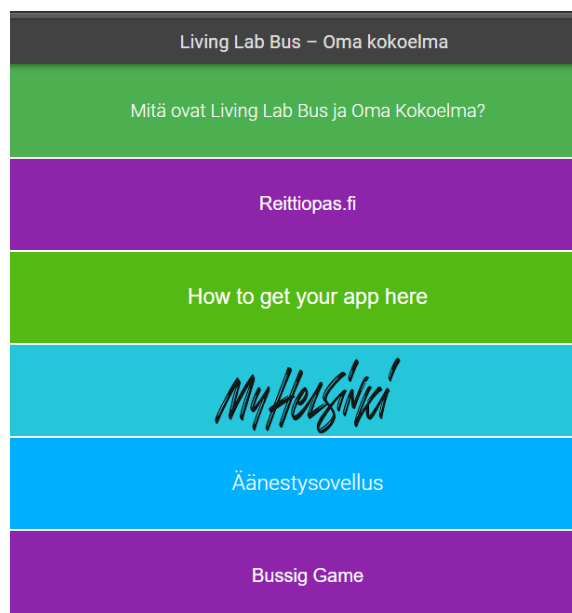 Living Lab Bus – Oma kokoelma
Mitä ovat Living Lab Bus ja Oma Kokoelma?
Reittiopas.fi
How to get your app here
MyHelsinki
Äänestysovellus
Bussig Game